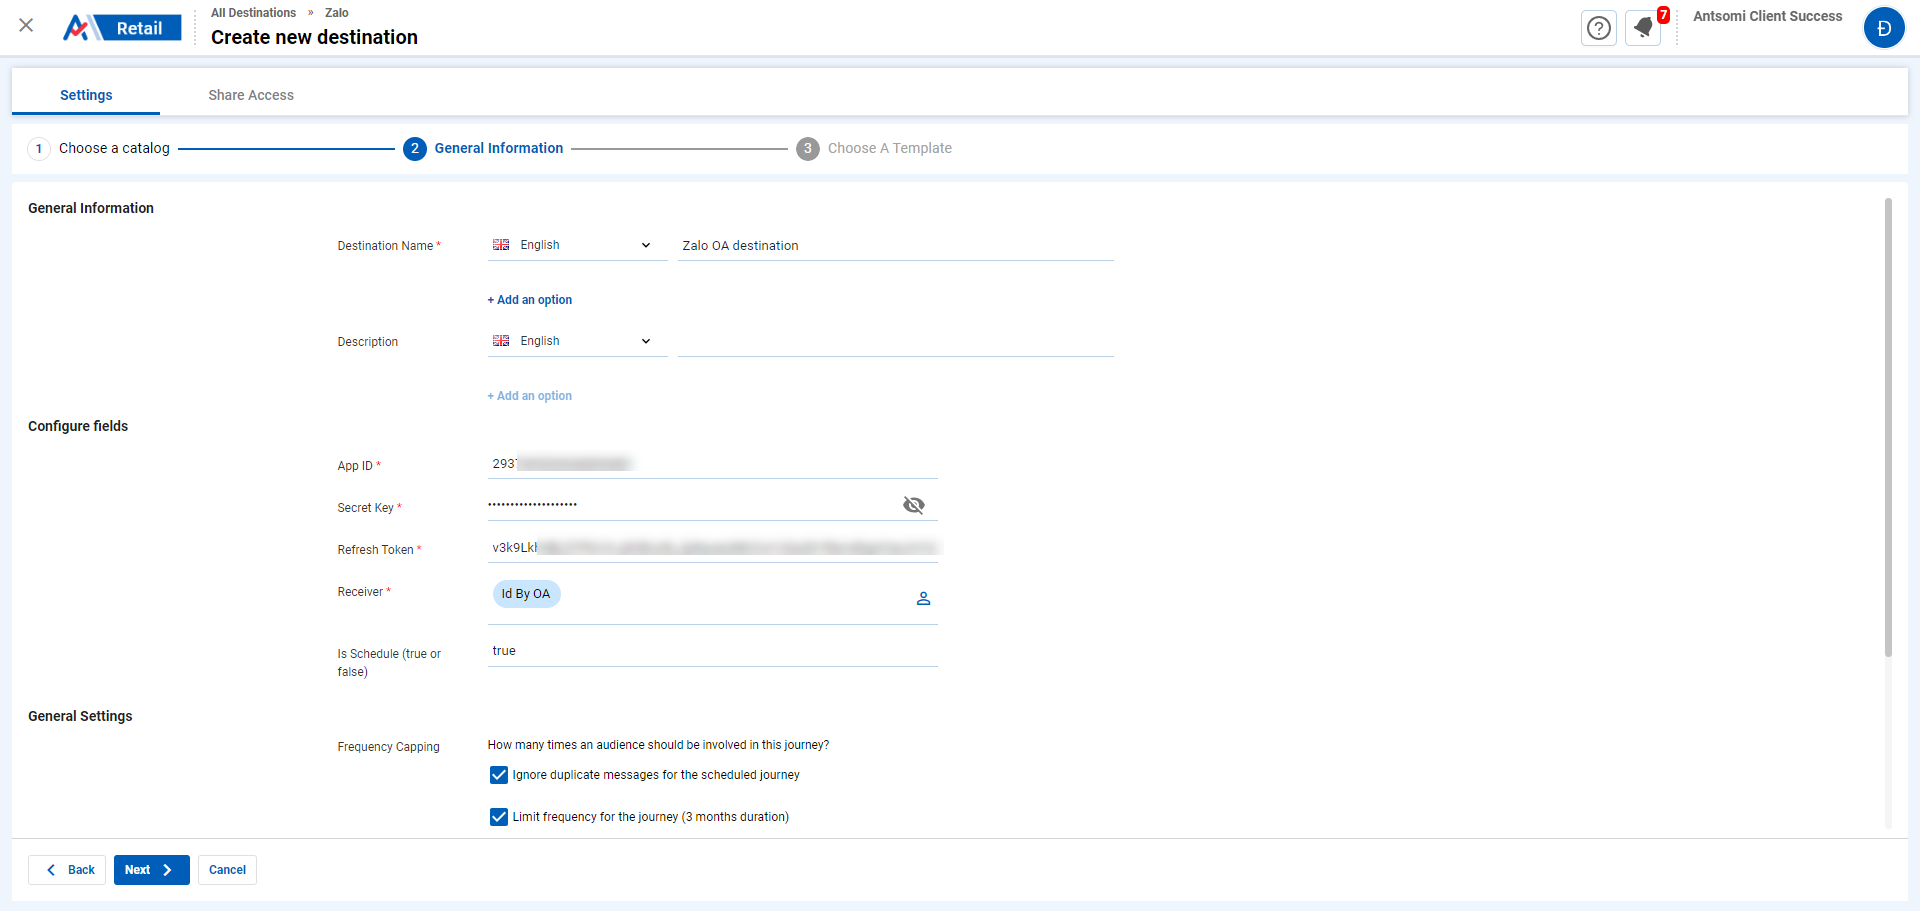 Retail
All Destinations » Zalo
Create new destination
7
Antsomi Client Success
Đ
Settings
Share Access
1 Choose a catalog
2 General Information
3 Choose A Template
General Information
Destination Name *
English
Zalo OA destination
+ Add an option
Description
English
+ Add an option
Configure fields
App ID *
293
Secret Key *
Refresh Token *
v3k9Lk
Receiver *
Id By OA
Is Schedule (true or
false)
true
General Settings
Frequency Capping
How many times an audience should be involved in this journey?
Ignore duplicate messages for the scheduled journey
Limit frequency for the journey (3 months duration)
Back
Next
Cancel